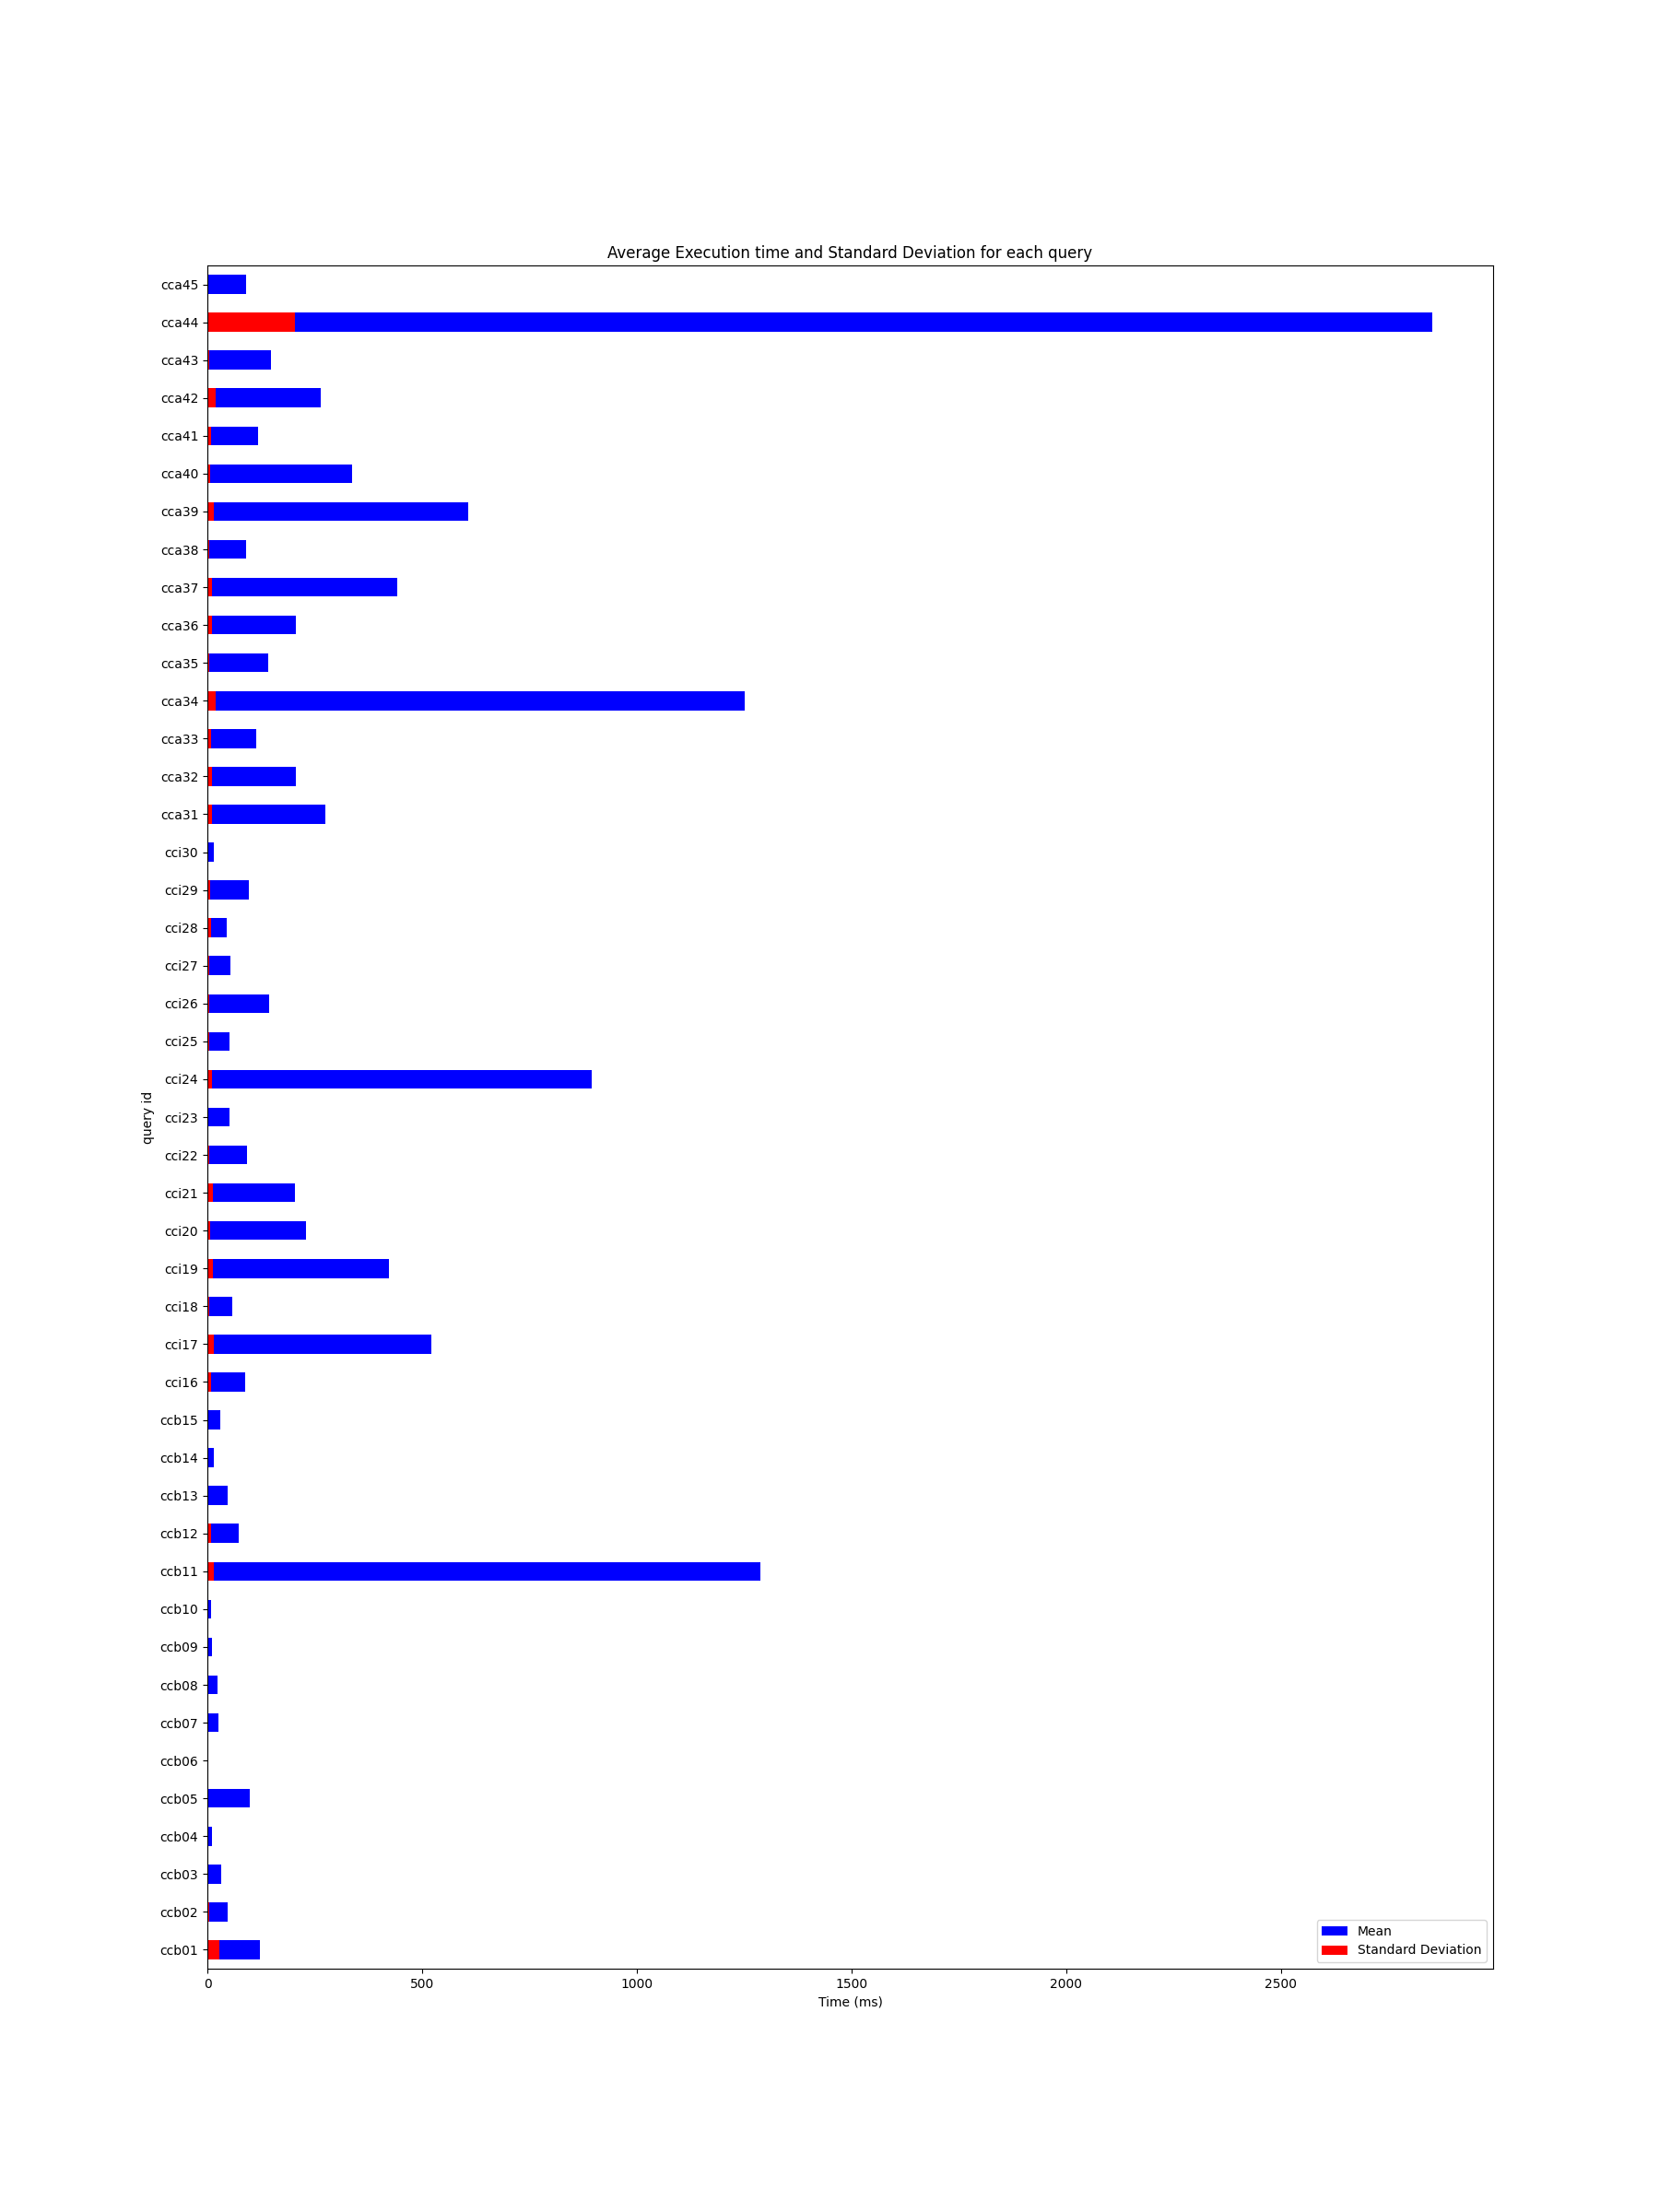 Average Execution time and Standard Deviation for each query
cca45
cca44
cca43
cca42
cca41
cca40
cca39
cca38
cca37
cca36
cca35
cca34
cca33
cca32
cca31
cci30
cci29
cci28
cci27
cci26
cci25
cci24
cci23
cci22
cci21
cci20
cci19
cci18
cci17
cci16
ccb15
ccb14
ccb13
ccb12
ccb11
ccb10
ccb09
ccb08
ccb07
ccb06
ccb05
ccb04
ccb03
ccb02
ccb01
query id
Mean
Standard Deviation
0 500 1000 1500 2000 2500
Time (ms)